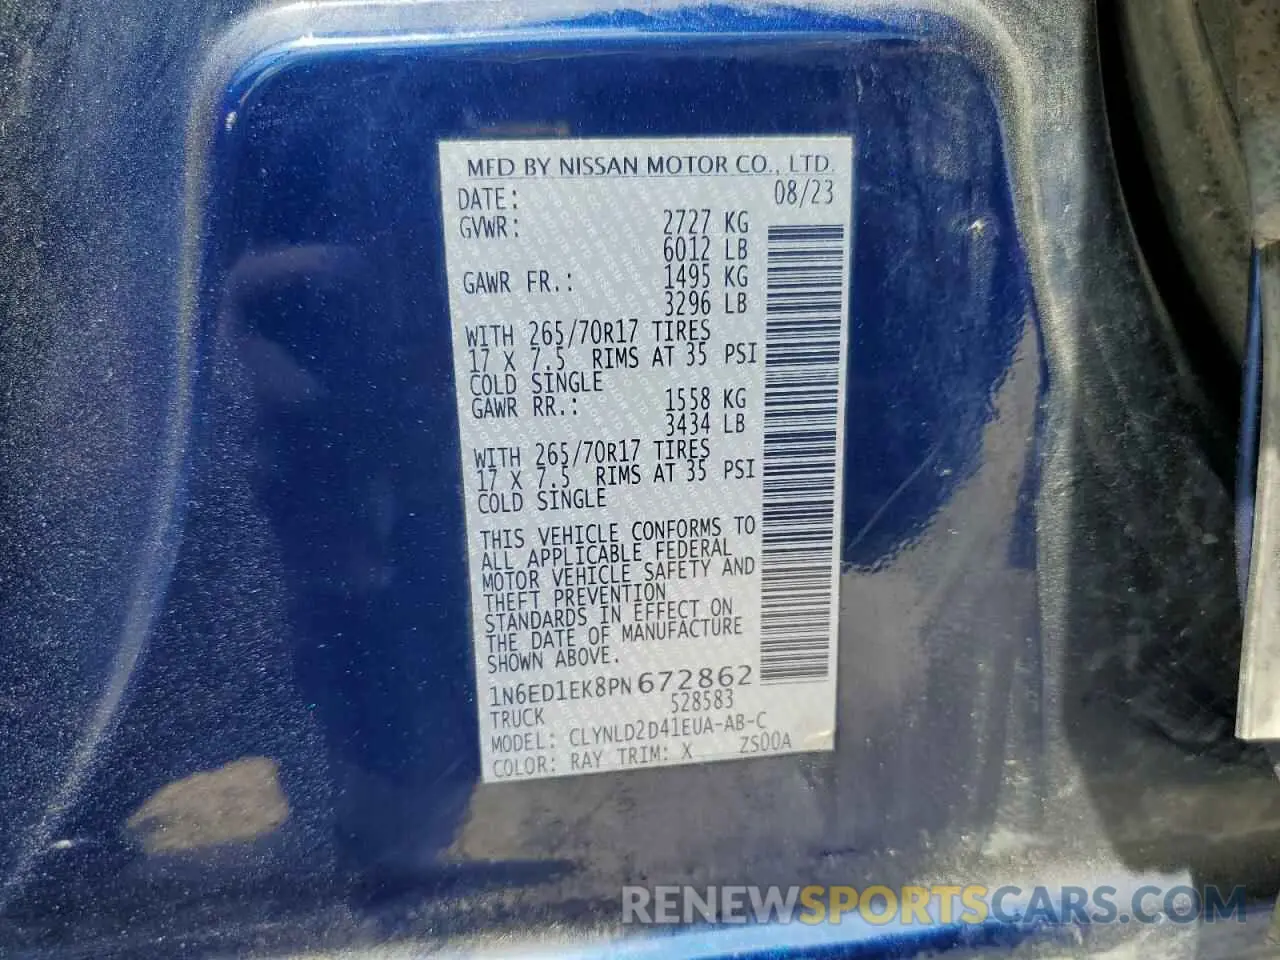 MFD BY NISSAN MOTOR CO., LTD.
DATE: 08/23
GVWR: 2727 KG
6012 LB
GAWR FR.: 1495 KG
3296 LB
WITH 265/70R17 TIRES
17 X 7.5 RIMS AT 35 PSI
COLD SINGLE
GAWR RR.: 1558 KG
3434 LB
WITH 265/70R17 TIRES
17 X 7.5 RIMS AT 35 PSI
COLD SINGLE
THIS VEHICLE CONFORMS TO
ALL APPLICABLE FEDERAL
MOTOR VEHICLE SAFETY AND
THEFT PREVENTION
STANDARDS IN EFFECT ON
THE DATE OF MANUFACTURE
SHOWN ABOVE.
1N6ED1EK8PN672862
TRUCK 528583
MODEL: CLYNLD2D41EUA-AB-C
COLOR: RAY TRIM: X ZS00A
RENEWSPORTSCARS.COM